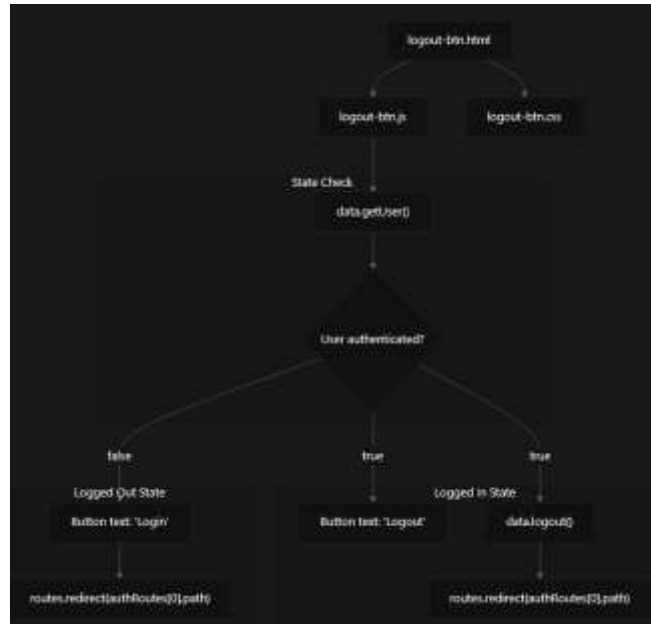 logout-btn.html
logout-btn.js
logout-btn.css
State Check
data.getUser()
User authenticated?
false
true
true
Logged Out State
Logged In State
Button text: 'Login'
Button text: 'Logout'
data.logout()
routes.redirect(authRoutes[0].path)
routes.redirect(authRoutes[0].path)